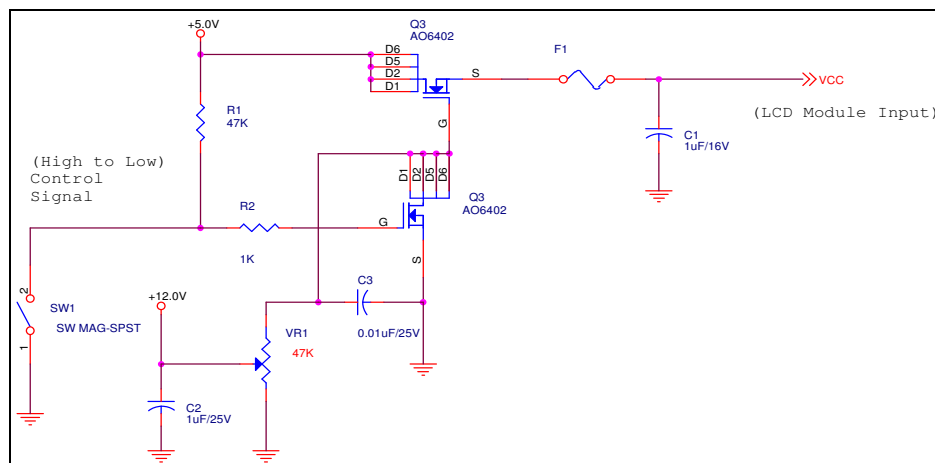 +5.0V
Q3
AO6402
D6
D5
D2
D1
S
G
F1
VCC
(LCD Module Input)
C1
1uF/16V
R1
47K
(High to Low)
Control
Signal
D1
D2
D5
D6
Q3
AO6402
R2
1K
G
S
2
SW1
SW MAG-SPST
1
+12.0V
C3
0.01uF/25V
VR1
47K
C2
1uF/25V